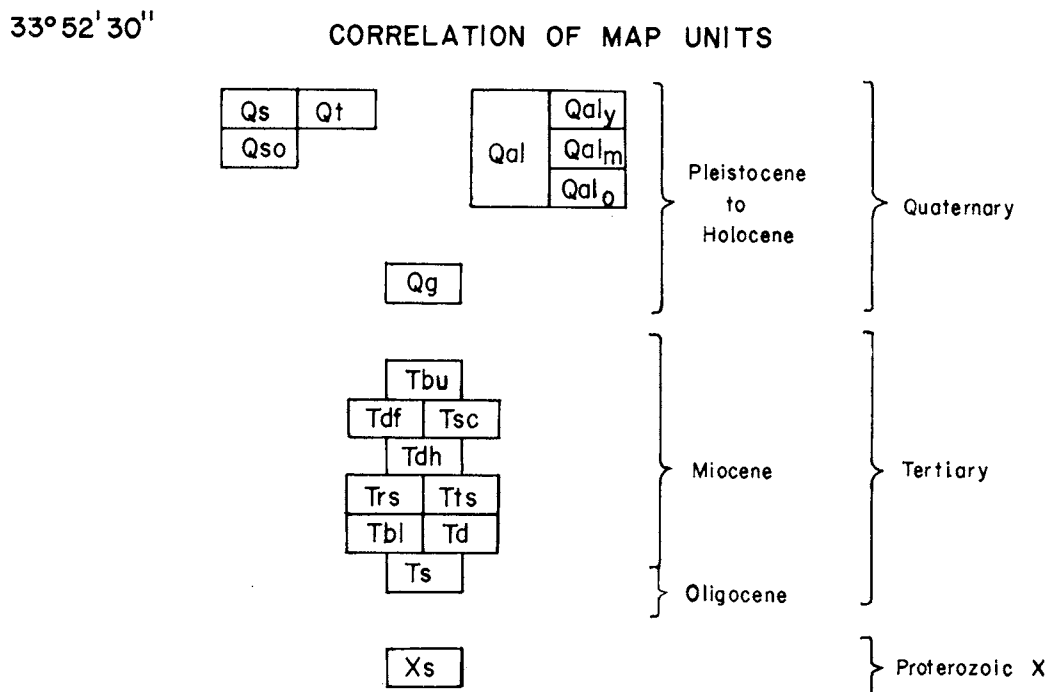 33°52'30"
CORRELATION OF MAP UNITS
Qs Qt
Qso
Qal
Qaly
Qalm
Qalo
Pleistocene
to
Holocene
Quaternary
Qg
Tbu
Tdf Tsc
Tdh
Trs Tts
Tbl Td
Ts
Miocene
Tertiary
Oligocene
Xs
Proterozoic X